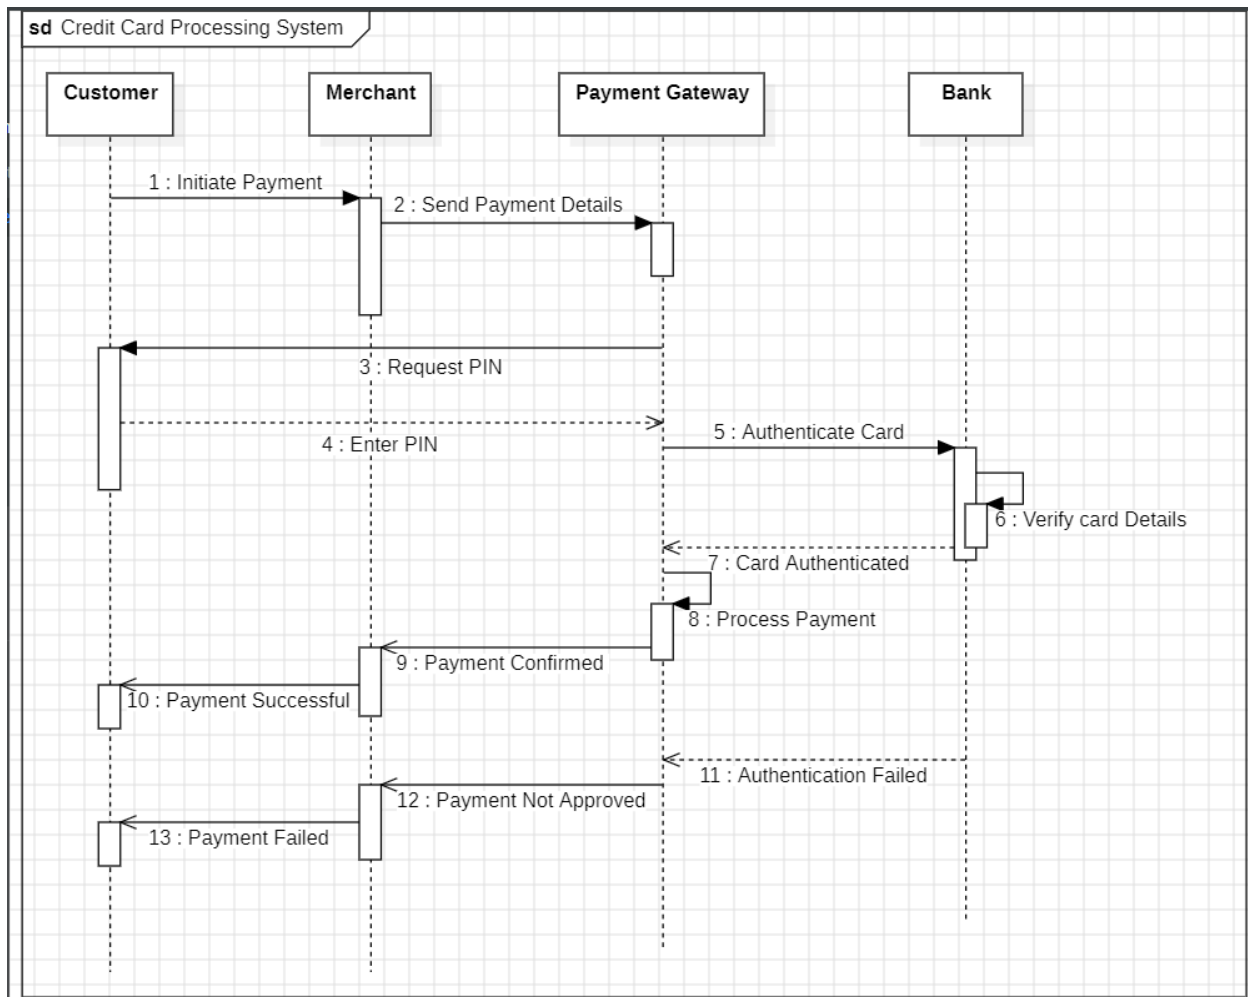 sd Credit Card Processing System
Customer
Merchant
Payment Gateway
Bank
1 : Initiate Payment
2 : Send Payment Details
3 : Request PIN
4 : Enter PIN
5 : Authenticate Card
6 : Verify card Details
7 : Card Authenticated
8 : Process Payment
9 : Payment Confirmed
10 : Payment Successful
11 : Authentication Failed
12 : Payment Not Approved
13 : Payment Failed